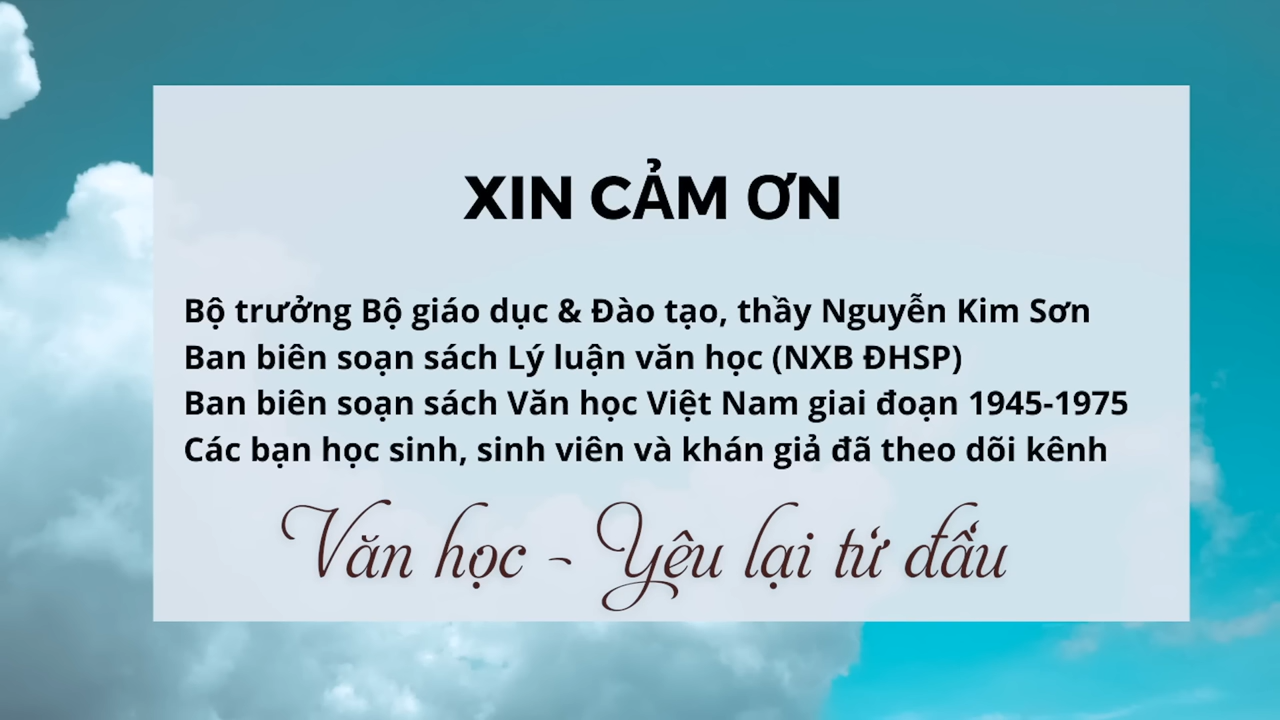 XIN CẢM ƠN
Bộ trưởng Bộ giáo dục & Đào tạo, thầy Nguyễn Kim Sơn
Ban biên soạn sách Lý luận văn học (NXB ĐHSP)
Ban biên soạn sách Văn học Việt Nam giai đoạn 1945-1975
Các bạn học sinh, sinh viên và khán giả đã theo dõi kênh
Văn học - Yêu lại từ đầu